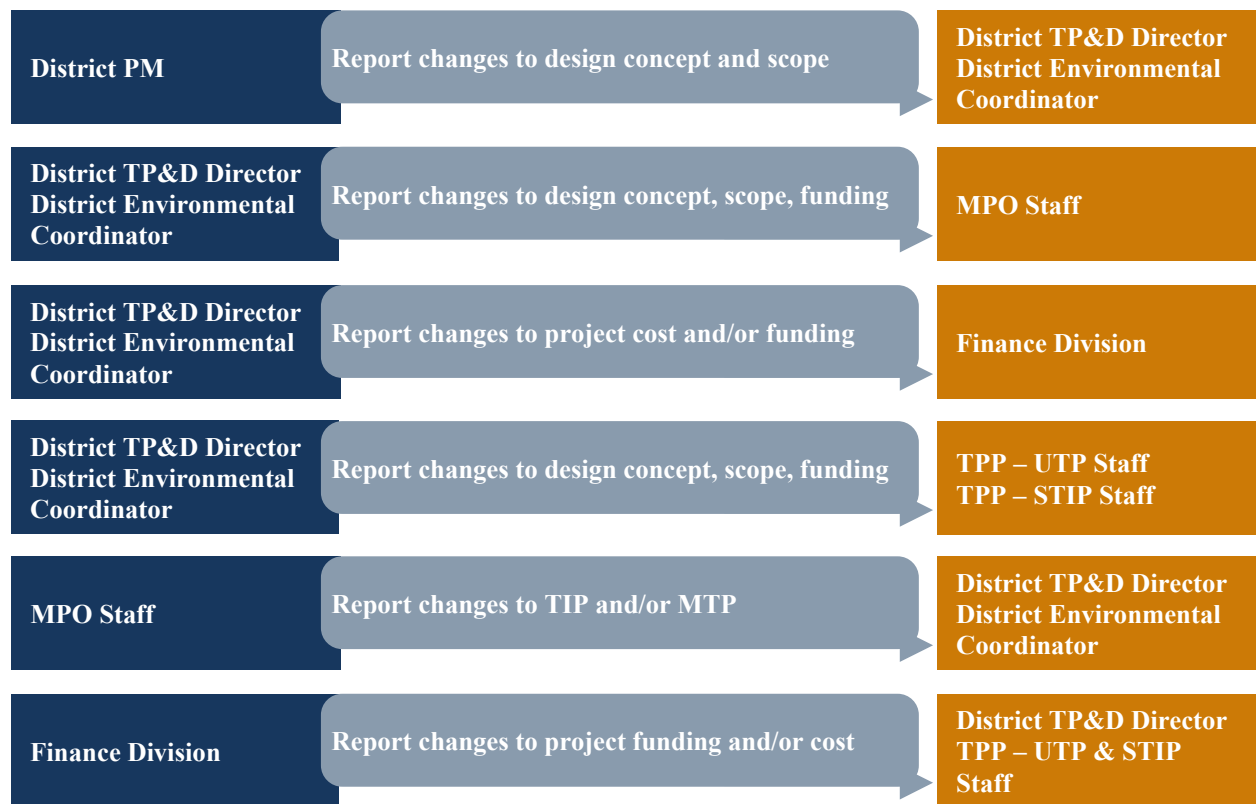 District PM
Report changes to design concept and scope
District TP&D Director
District Environmental
Coordinator
District TP&D Director
District Environmental
Coordinator
Report changes to design concept, scope, funding
MPO Staff
District TP&D Director
District Environmental
Coordinator
Report changes to project cost and/or funding
Finance Division
District TP&D Director
District Environmental
Coordinator
Report changes to design concept, scope, funding
TPP – UTP Staff
TPP – STIP Staff
MPO Staff
Report changes to TIP and/or MTP
District TP&D Director
District Environmental
Coordinator
Finance Division
Report changes to project funding and/or cost
District TP&D Director
TPP – UTP & STIP
Staff